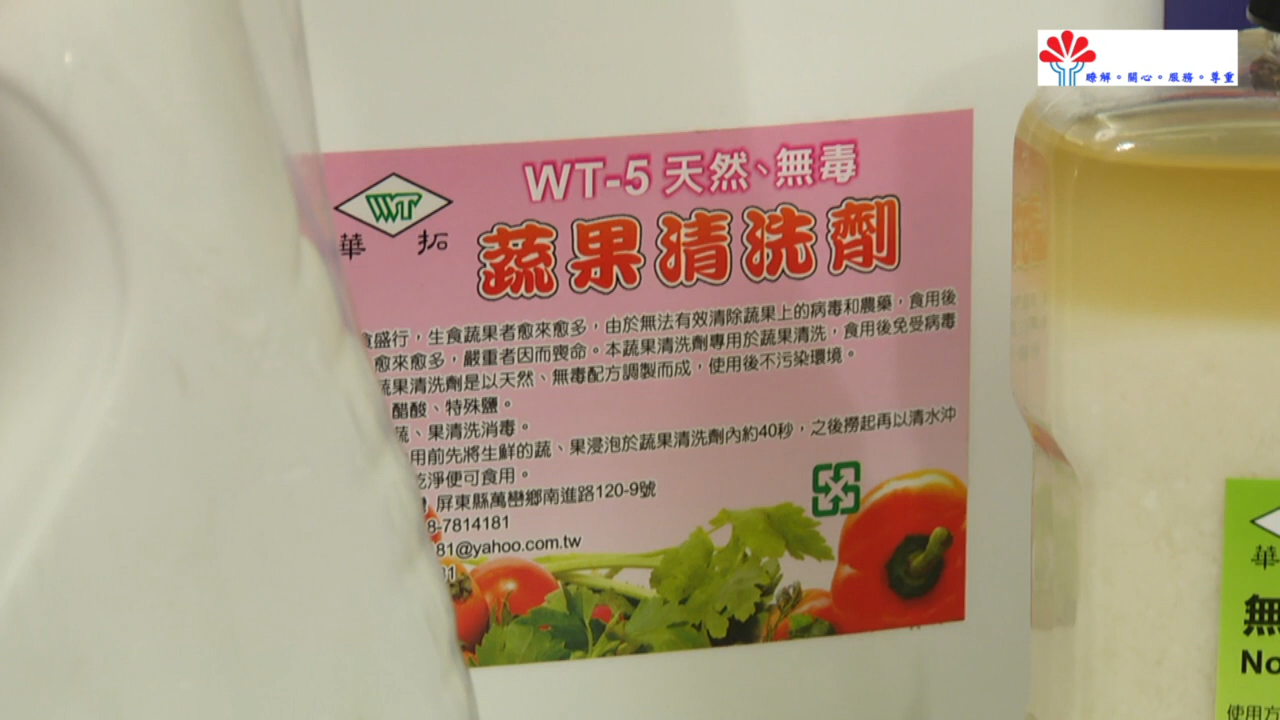 瞭解。關心。服務。尊重
WT-5 天然、無毒
WT
華拓
蔬果清洗劑
食盛行，生食蔬果者愈來愈多，由於無法有效清除蔬果上的病毒和農藥，食用後
愈來愈多，嚴重者因而喪命。本蔬果清洗劑專用於蔬果清洗，食用後免受病毒
蔬果清洗劑是以天然、無毒配方調製而成，使用後不污染環境。
醋酸、特殊鹽。
蔬、果清洗消毒。
用前先將生鮮的蔬、果浸泡於蔬果清洗劑內約40秒，之後撈起再以清水沖
乾淨便可食用。
屏東縣萬巒鄉南進路120-9號
8-7814181
81@yahoo.com.tw
華
無
No
使用方